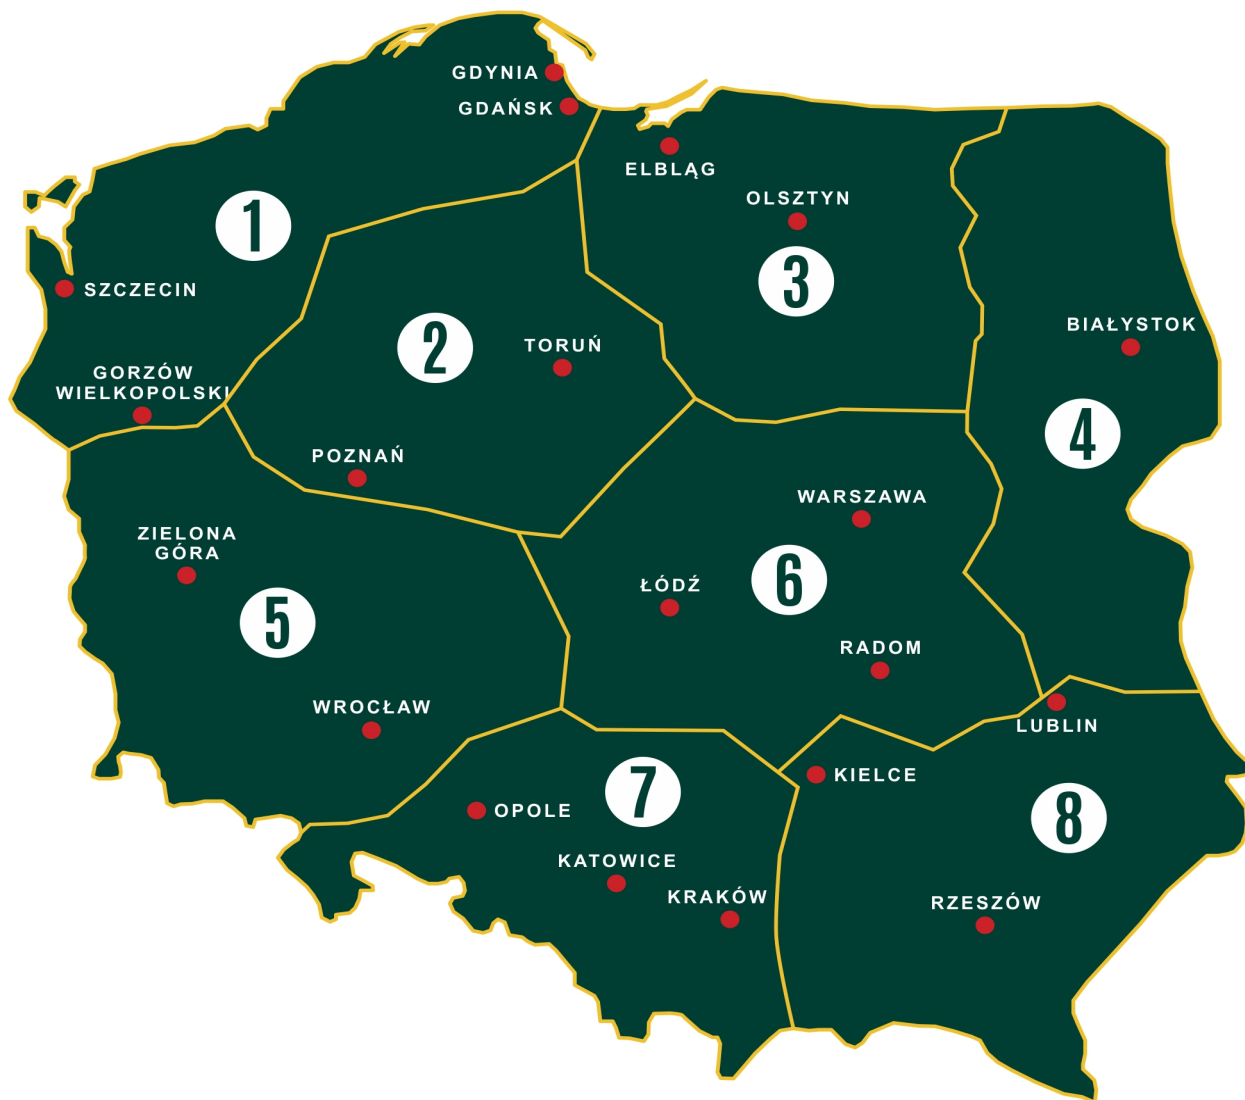 GDYNIA
GDAŃSK
ELBLĄG
OLSZTYN
1
3
SZCZECIN
2
TORUŃ
BIAŁYSTOK
GORZÓW
WIELKOPOLSKI
4
POZNAŃ
WARSZAWA
ZIELONA
GÓRA
6
ŁÓDŹ
5
RADOM
WROCŁAW
LUBLIN
KIELCE
7
OPOLE
8
KATOWICE
KRAKÓW
RZESZÓW